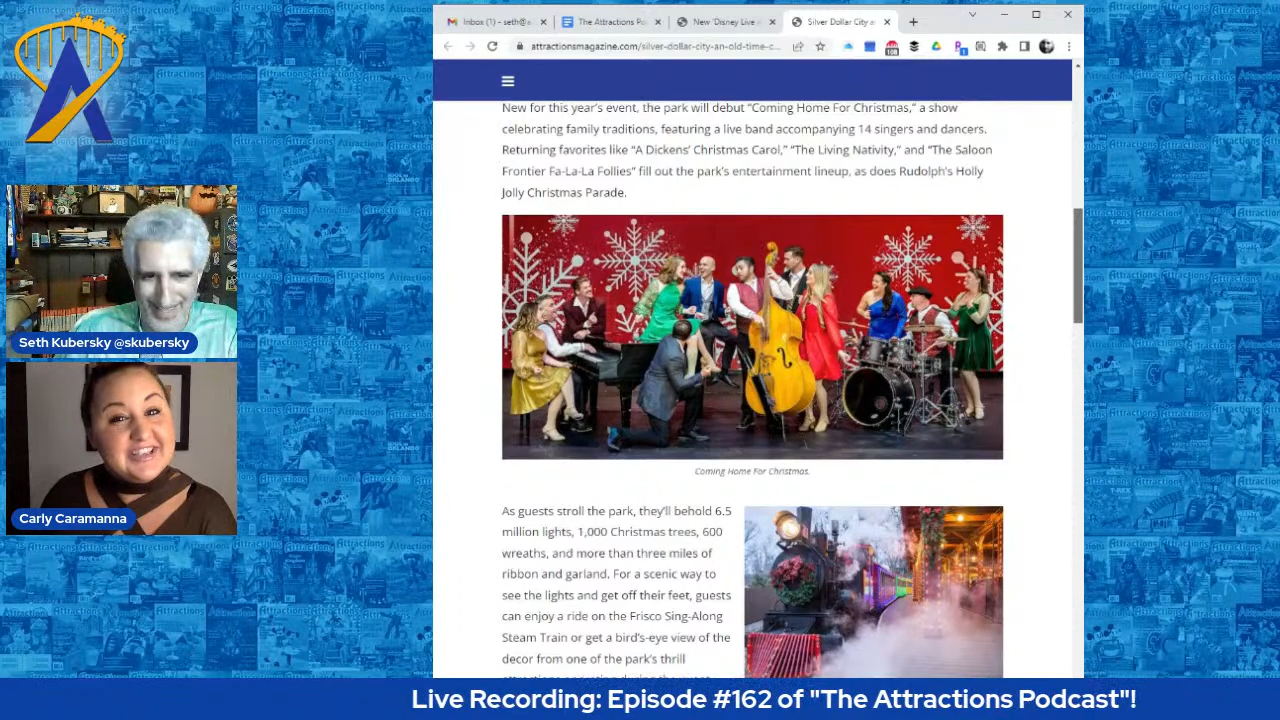 Inbox (1) - seth@a
The Attractions Po
New 'Disney Live a
Silver Dollar City a
attractionsmagazine.com/silver-dollar-city-an-old-time-c...
108
1
New for this year's event, the park will debut “Coming Home For Christmas,” a show
celebrating family traditions, featuring a live band accompanying 14 singers and dancers.
Returning favorites like “A Dickens’ Christmas Carol,” “The Living Nativity,” and “The Saloon
Frontier Fa-La-La Follies” fill out the park’s entertainment lineup, as does Rudolph’s Holly
Jolly Christmas Parade.
Coming Home For Christmas.
As guests stroll the park, they’ll behold 6.5
million lights, 1,000 Christmas trees, 600
wreaths, and more than three miles of
ribbon and garland. For a scenic way to
see the lights and get off their feet, guests
can enjoy a ride on the Frisco Sing-Along
Steam Train or get a bird’s-eye view of the
decor from one of the park’s thrill
Seth Kubersky @skubersky
Carly Caramanna
Live Recording: Episode #162 of "The Attractions Podcast"!